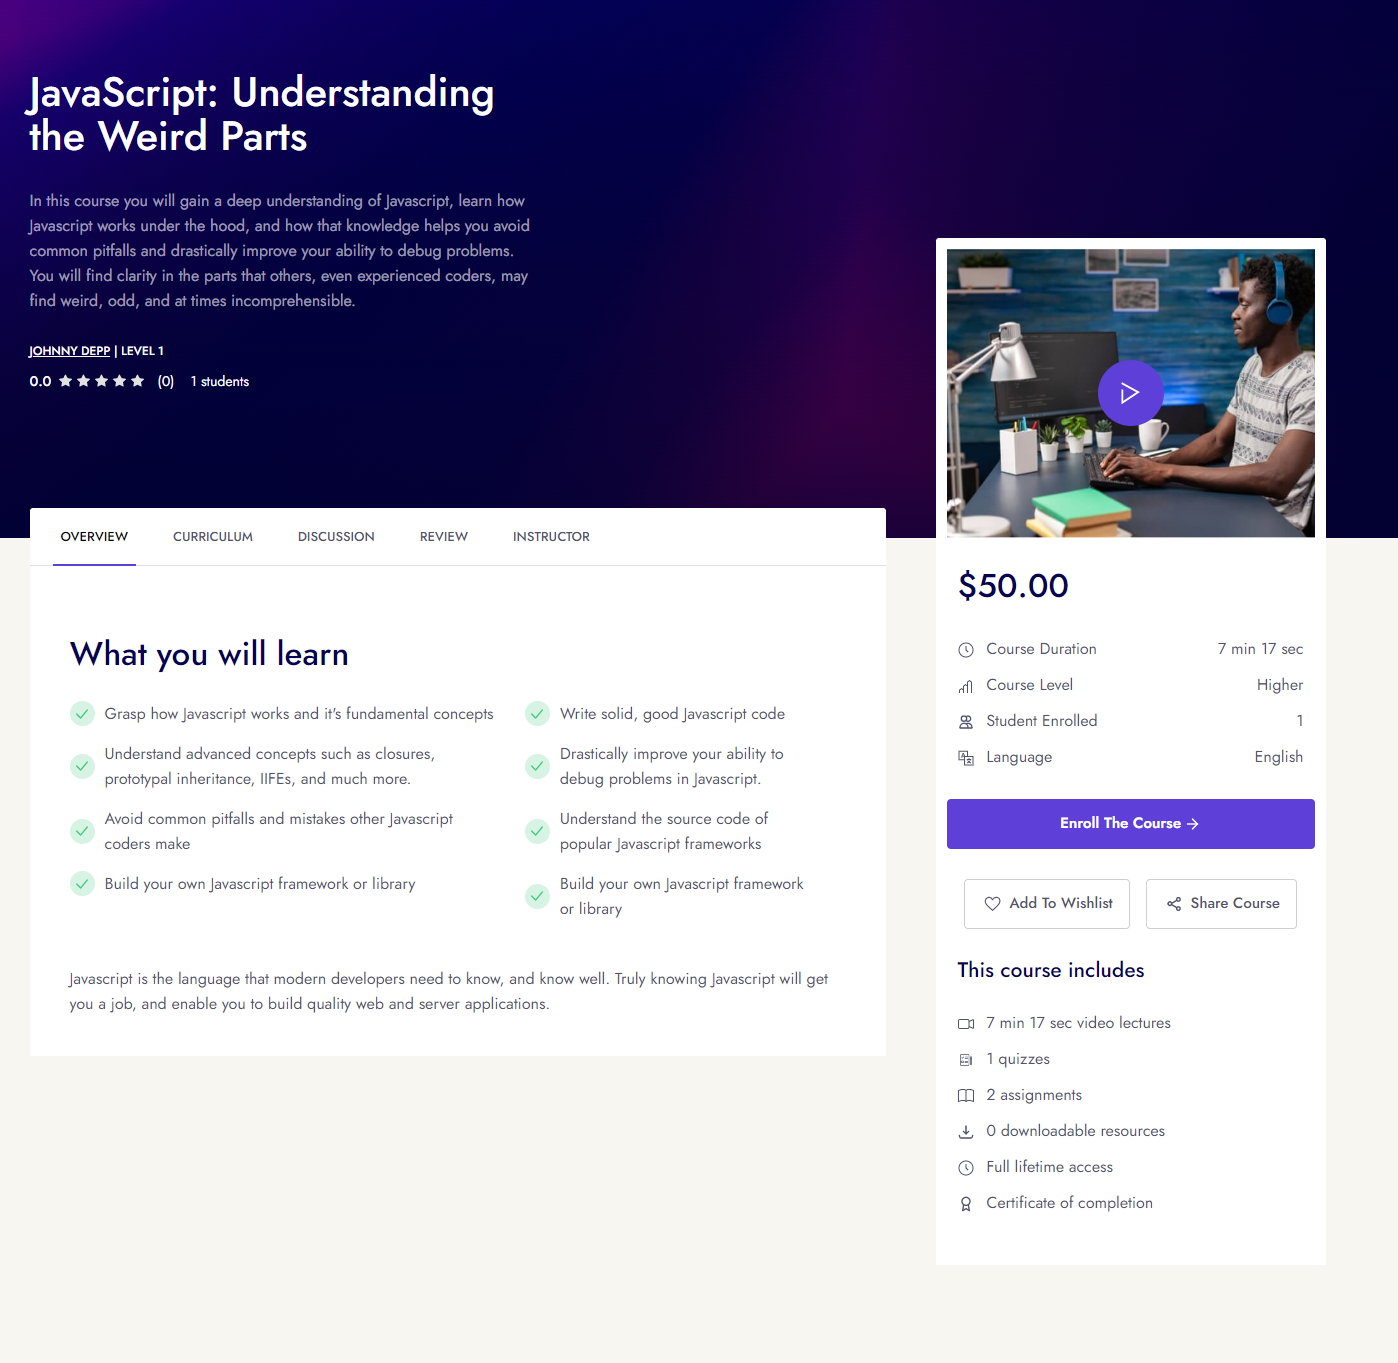 JavaScript: Understanding
the Weird Parts
In this course you will gain a deep understanding of Javascript, learn how
Javascript works under the hood, and how that knowledge helps you avoid
common pitfalls and drastically improve your ability to debug problems.
You will find clarity in the parts that others, even experienced coders, may
find weird, odd, and at times incomprehensible.
JOHNNY DEPP | LEVEL 1
0.0 (0) 1 students
OVERVIEW CURRICULUM DISCUSSION REVIEW INSTRUCTOR
What you will learn
Grasp how Javascript works and it's fundamental concepts
Understand advanced concepts such as closures,
prototypal inheritance, IIFEs, and much more.
Avoid common pitfalls and mistakes other Javascript
coders make
Build your own Javascript framework or library
Write solid, good Javascript code
Drastically improve your ability to
debug problems in Javascript.
Understand the source code of
popular Javascript frameworks
Build your own Javascript framework
or library
Javascript is the language that modern developers need to know, and know well. Truly knowing Javascript will get
you a job, and enable you to build quality web and server applications.
$50.00
Course Duration 7 min 17 sec
Course Level Higher
Student Enrolled 1
Language English
Enroll The Course
Add To Wishlist Share Course
This course includes
7 min 17 sec video lectures
1 quizzes
2 assignments
0 downloadable resources
Full lifetime access
Certificate of completion